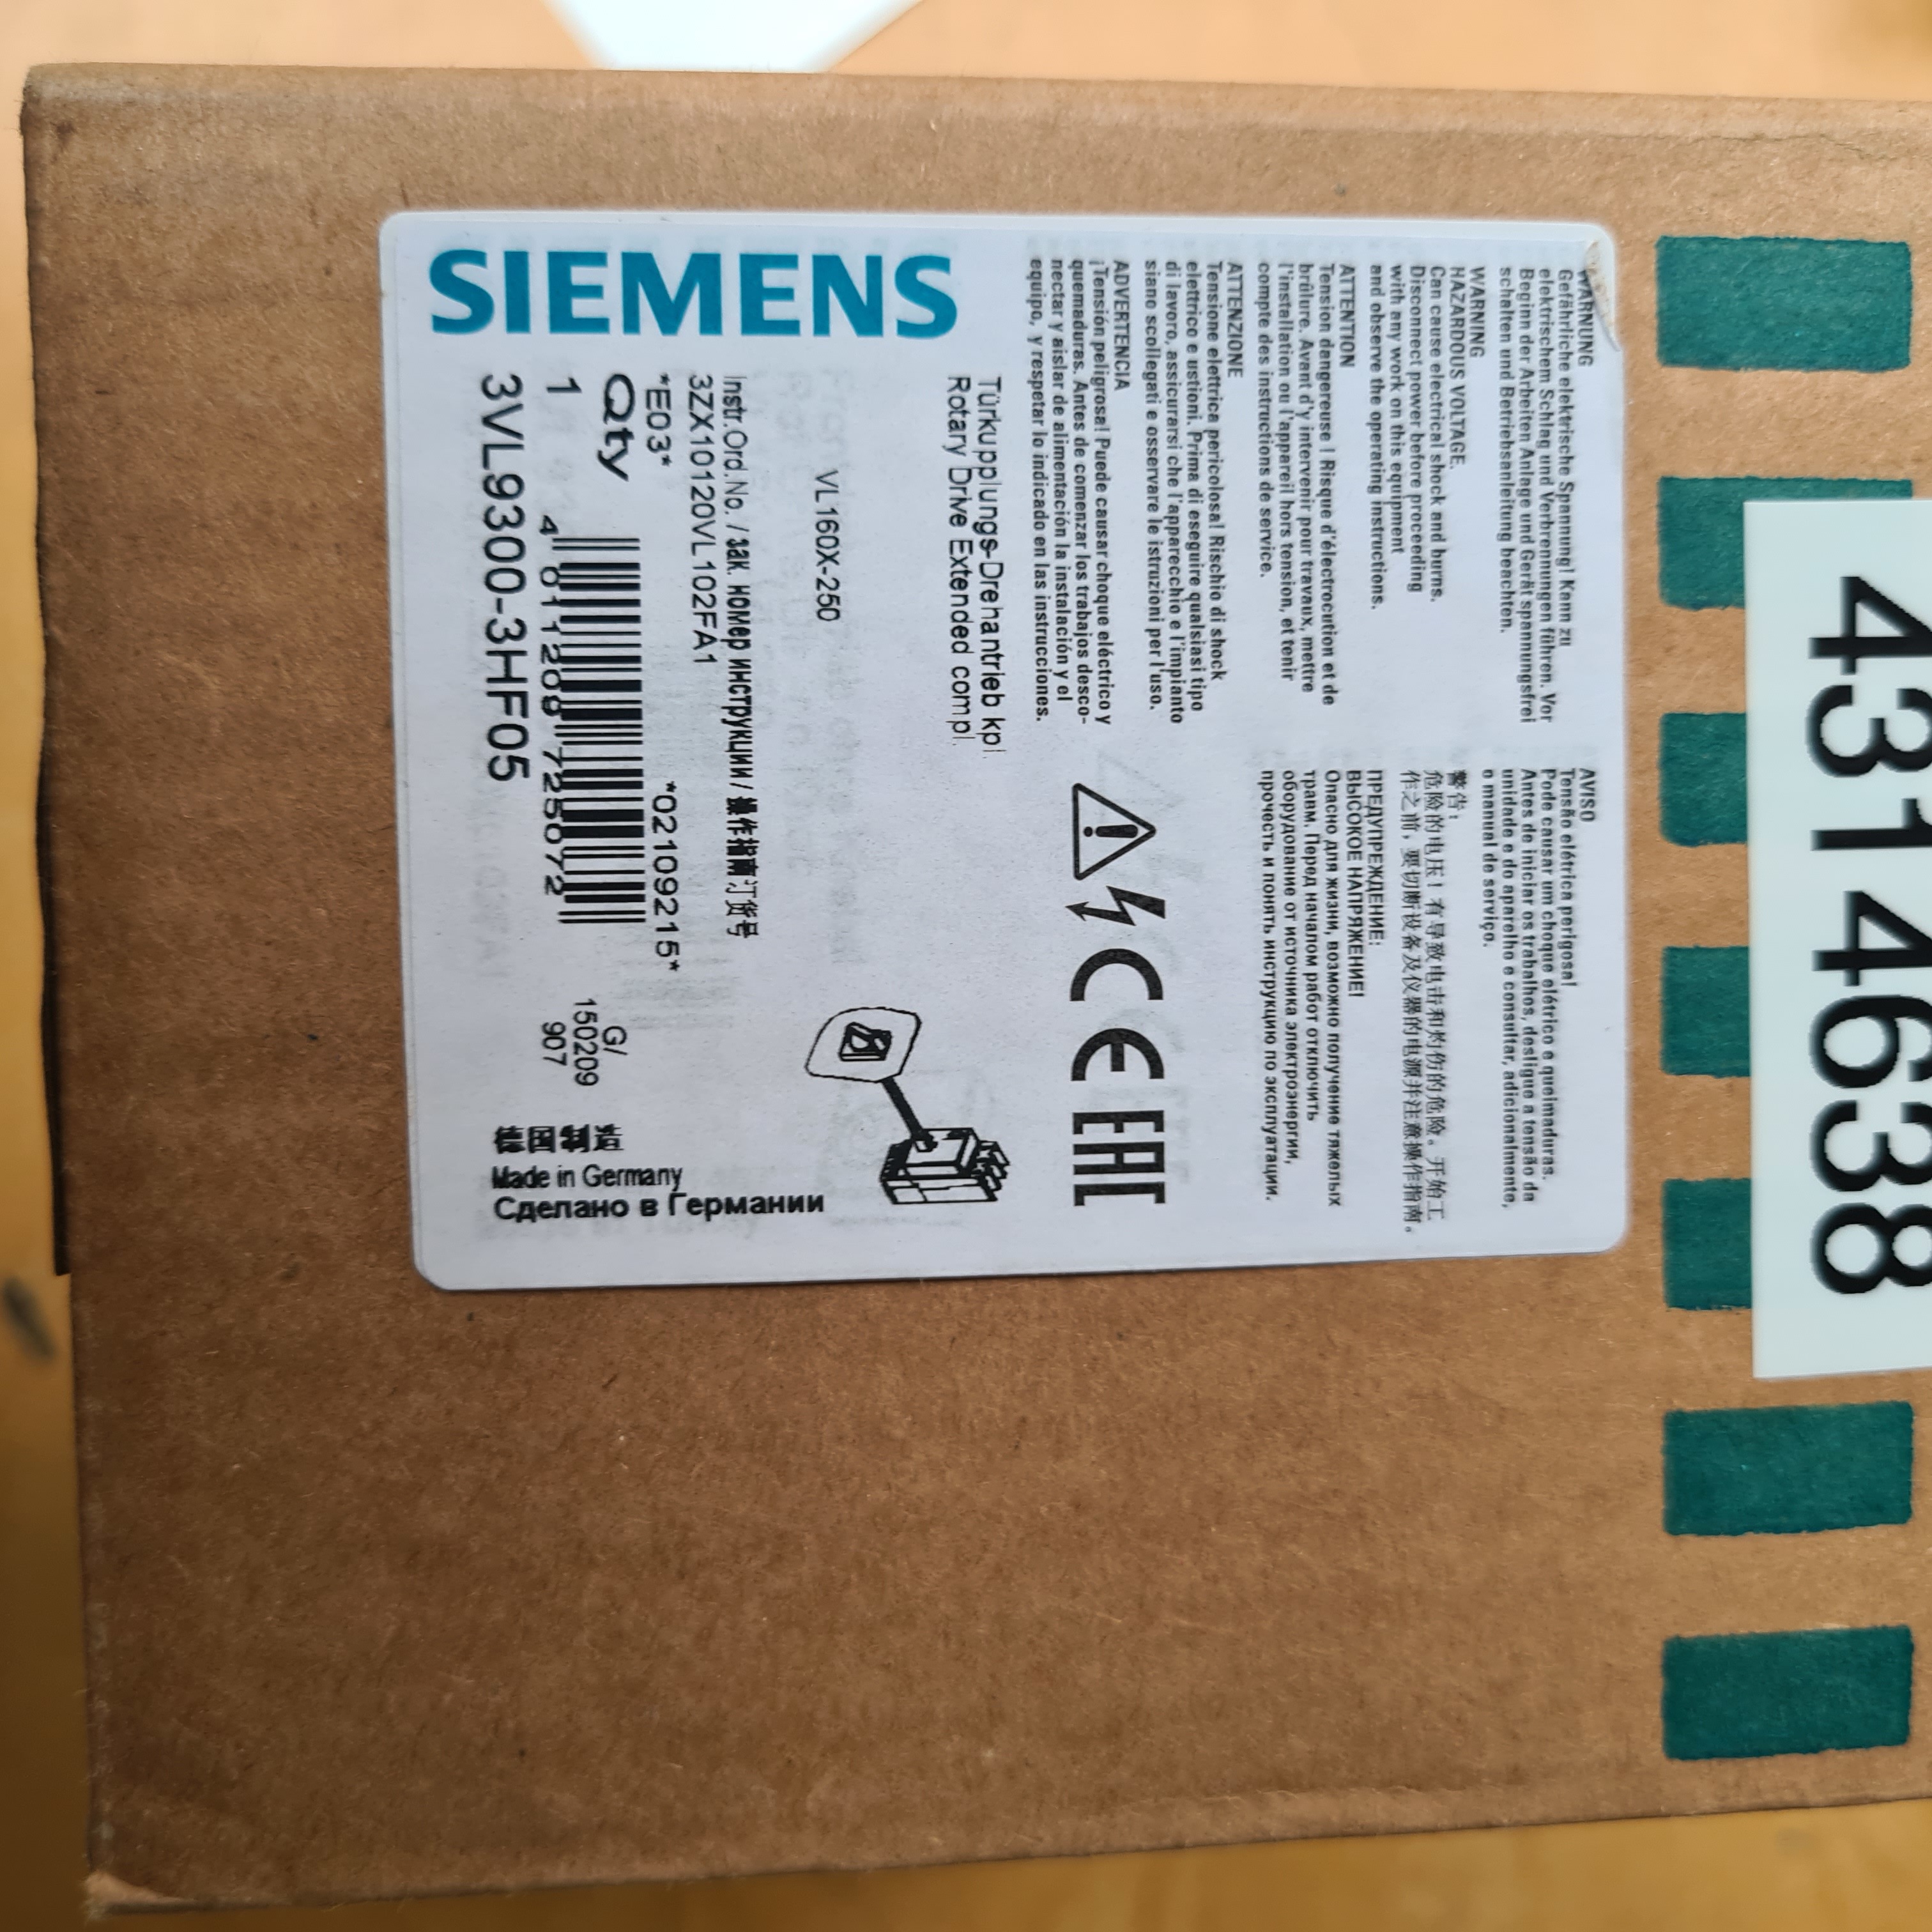 SIEMENS
3VL9300-3HF05
1
Qty
4 011209 725072
G/
150209
907
*E03*
*02109215*
3ZX10120VL102FA1
Instr.Ord.No. / зак. номер инструкции / 操作指南订货号
德国制造
Made in Germany
Сделано в Германии
VL160X-250
Rotary Drive Extended compl.
Türkupplungs-Drehantrieb kpl
WARNUNG
Gefährliche elektrische Spannung! Kann zu
elektrischem Schlag und Verbrennungen führen. Vor
Beginn der Arbeiten Anlage und Gerät spannungsfrei
schalten und Betriebsanleitung beachten.
WARNING
HAZARDOUS VOLTAGE.
Can cause electrical shock and burns.
Disconnect power before proceeding
with any work on this equipment
and observe the operating instructions.
ATTENTION
Tension dangereuse ! Risque d'électrocution et de
brûlure. Avant d'y intervenir pour travaux, mettre
l'installation ou l'appareil hors tension, et tenir
compte des instructions de service.
ATTENZIONE
Tensione elettrica pericolosa! Rischio di shock
elettrico e ustioni. Prima di eseguire qualsiasi tipo
di lavoro, assicurarsi che l'apparecchio e l'impianto
siano scollegati e osservare le istruzioni per l'uso.
ADVERTENCIA
¡Tensión peligrosa! Puede causar choque eléctrico y
quemaduras. Antes de comenzar los trabajos desco-
nectar y aislar de alimentación la instalación y el
equipo, y respetar lo indicado en las instrucciones.
AVISO
Tensão elétrica perigosa!
Pode causar um choque elétrico e queimaduras.
Antes de iniciar os trabalhos, desligue a tensão da
unidade e do aparelho e consultar, adicionalmente,
o manual de serviço.
警告:
危险的电压!有导致电击和灼伤的危险。开始工
作之前,要切断设备及仪器的电源并注意操作指南。
ПРЕДУПРЕЖДЕНИЕ:
ВЫСОКОЕ НАПРЯЖЕНИЕ!
Опасно для жизни, возможно получение тяжелых
травм. Перед началом работ отключить
оборудование от источника электроэнергии,
прочесть и понять инструкцию по эксплуатации.
CE EAC
4314638